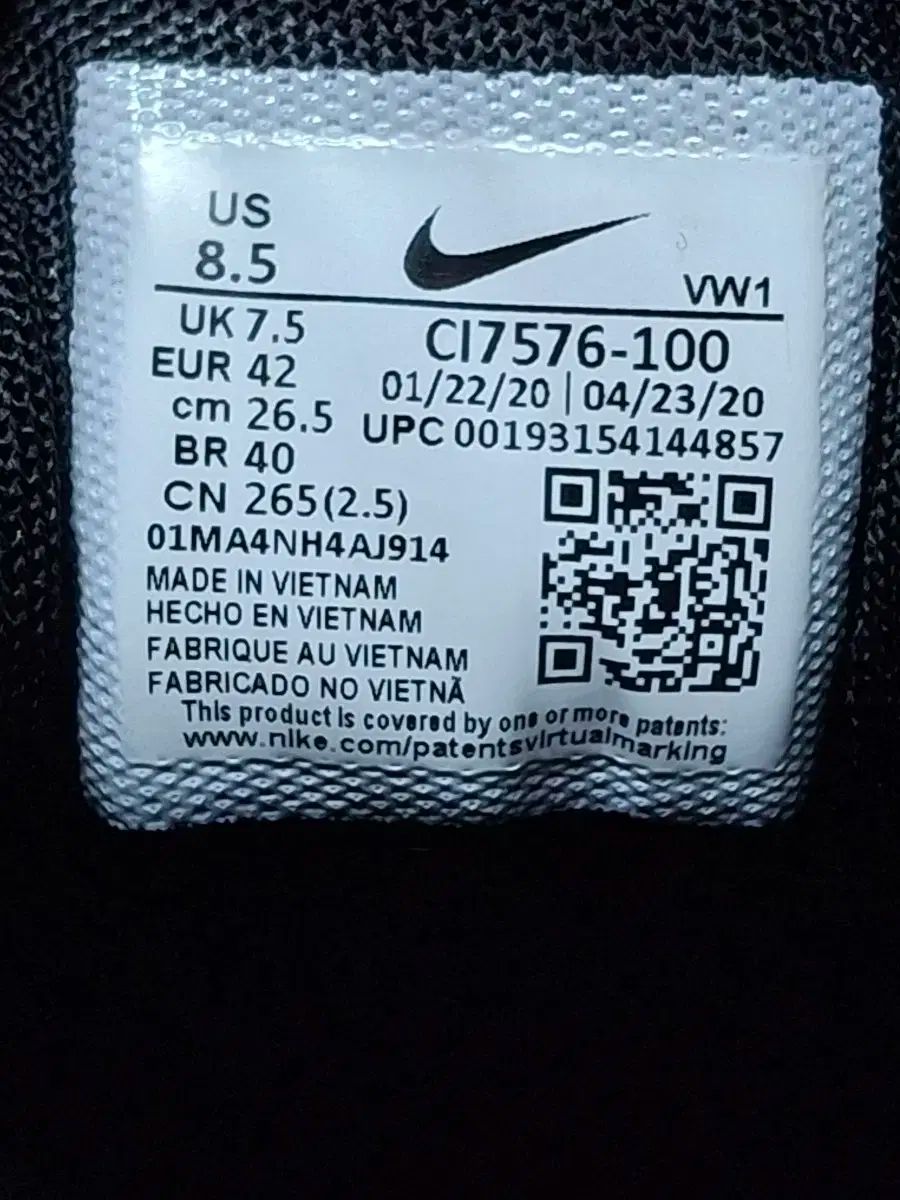 US
8.5
VW1
UK 7.5
CI7576-100
EUR 42
01/22/20 | 04/23/20
cm 26.5
UPC 00193154144857
BR 40
CN 265(2.5)
01MA4NH4AJ914
MADE IN VIETNAM
HECHO EN VIETNAM
FABRIQUE AU VIETNAM
FABRICADO NO VIETNÃ
This product is covered by one or more patents:
www.nike.com/patentsvirtualmarking